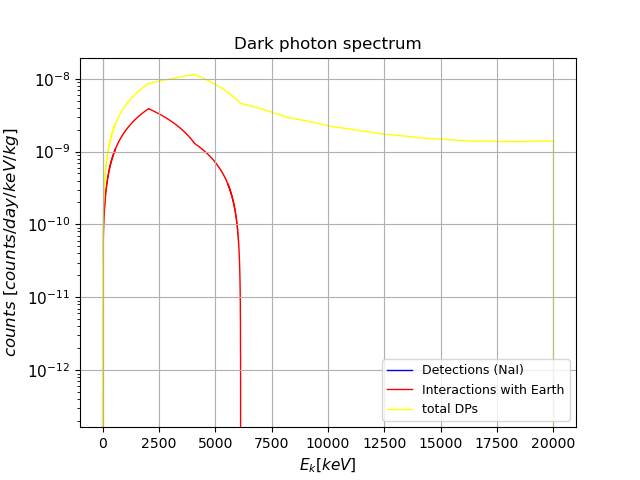 Dark photon spectrum
counts [counts/day/keV/kg]
10⁻⁸
10⁻⁹
10⁻¹⁰
10⁻¹¹
10⁻¹²
Detections (NaI)
Interactions with Earth
total DPs
0 2500 5000 7500 10000 12500 15000 17500 20000
Eₖ[keV]